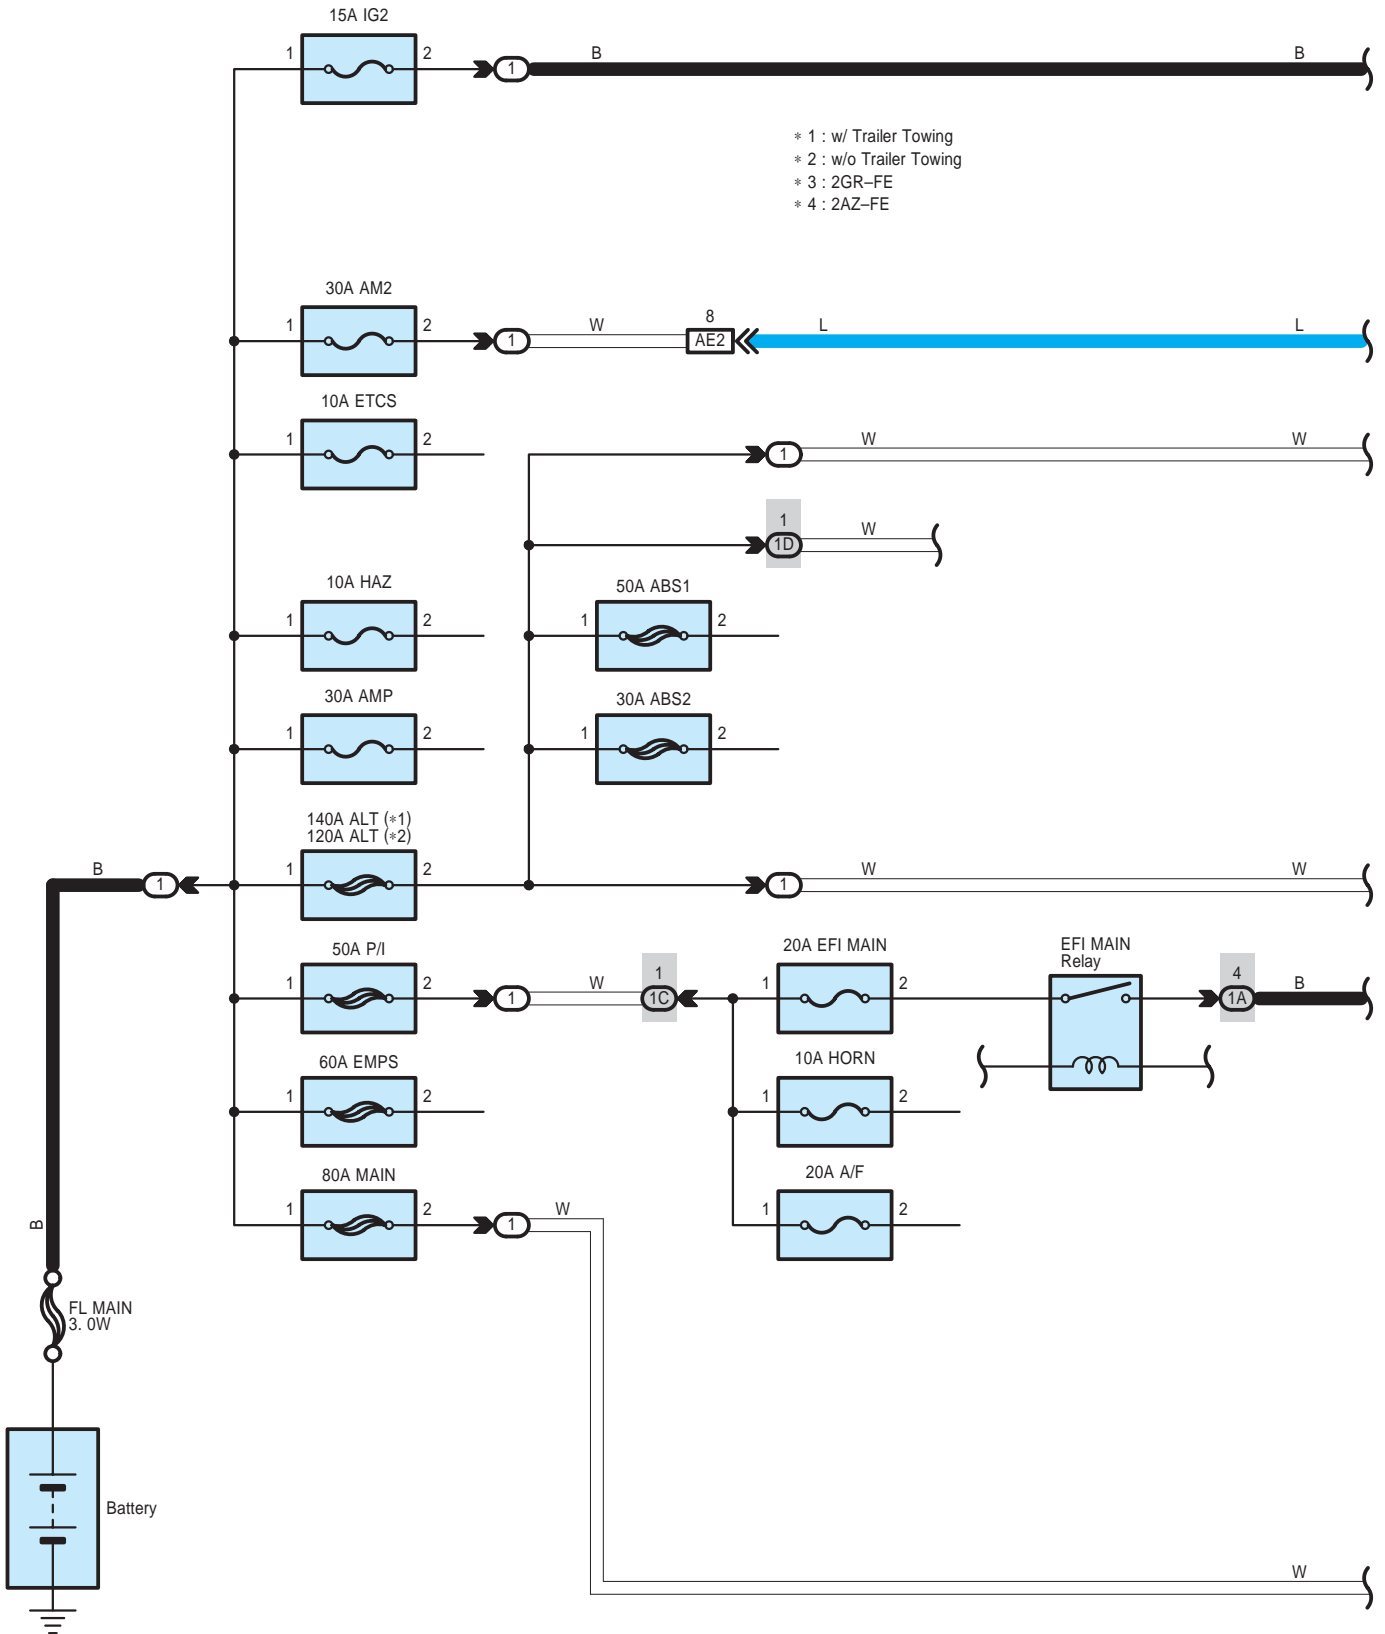 15A IG2
1 2 1 B B
* 1 : w/ Trailer Towing
* 2 : w/o Trailer Towing
* 3 : 2GR–FE
* 4 : 2AZ–FE
30A AM2
1 2 1 W 8 AE2 L L
10A ETCS
1 2 1 W W
1
1D W
10A HAZ 50A ABS1
1 2 1 2
30A AMP 30A ABS2
1 2 1 2
140A ALT (*1)
120A ALT (*2)
B 1 1 2 1 W W
50A P/I 20A EFI MAIN EFI MAIN
Relay
1 2 1 W 1 1C 1 2 4 1A B
60A EMPS 10A HORN
1 2 1 2
80A MAIN 20A A/F
1 2 1 W 1 2
B
FL MAIN
3. 0W
Battery
W